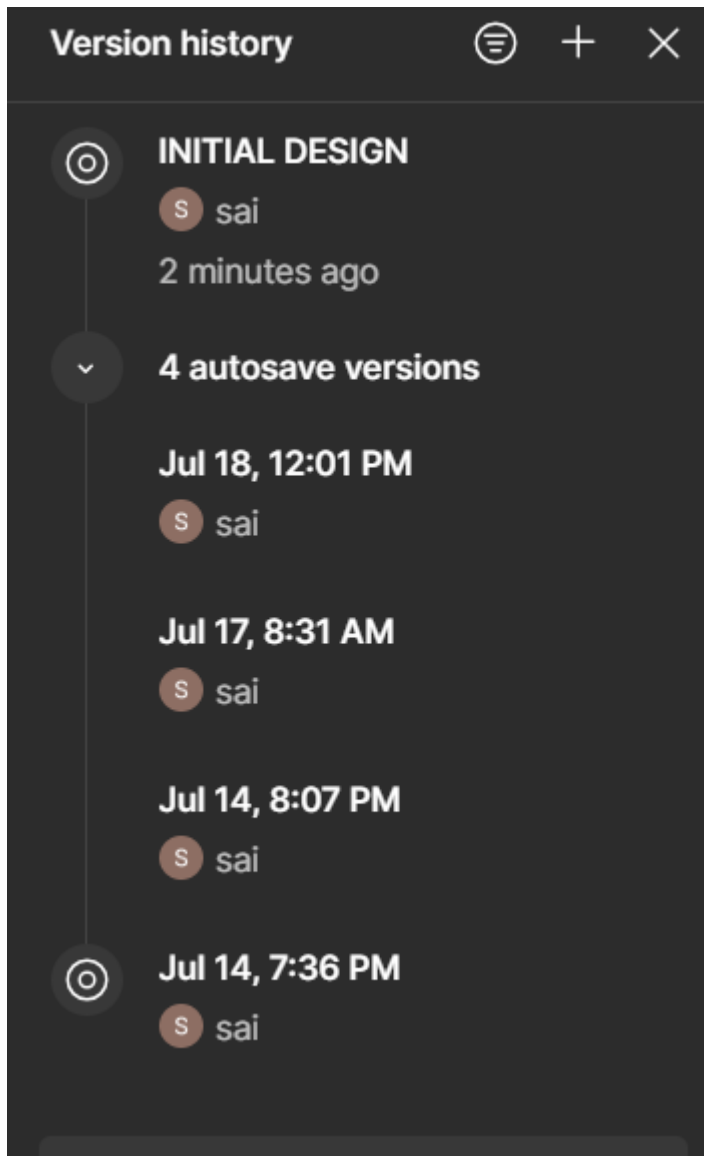 Version history
INITIAL DESIGN
S sai
2 minutes ago
4 autosave versions
Jul 18, 12:01 PM
S sai
Jul 17, 8:31 AM
S sai
Jul 14, 8:07 PM
S sai
Jul 14, 7:36 PM
S sai